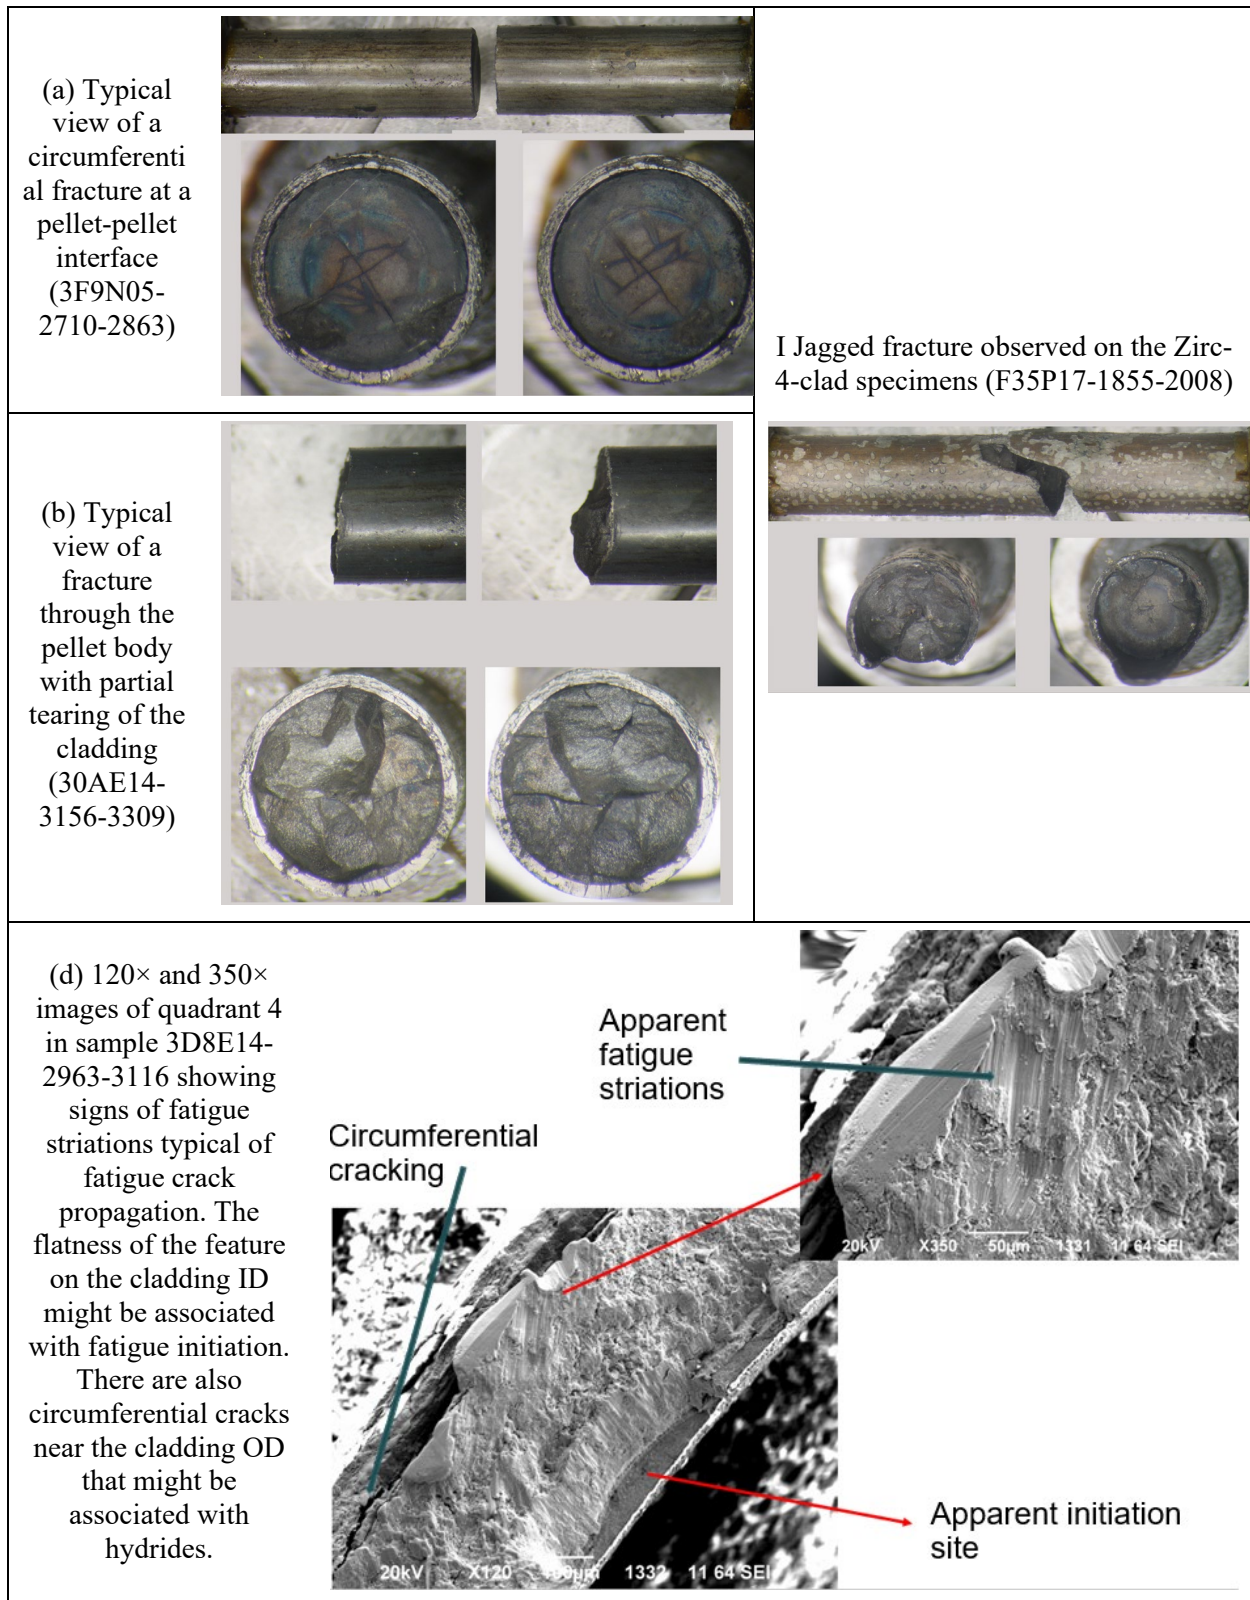 (a) Typical
view of a
circumferenti
al fracture at a
pellet-pellet
interface
(3F9N05-
2710-2863)
I Jagged fracture observed on the Zirc-
4-clad specimens (F35P17-1855-2008)
(b) Typical
view of a
fracture
through the
pellet body
with partial
tearing of the
cladding
(30AE14-
3156-3309)
(d) 120× and 350×
images of quadrant 4
in sample 3D8E14-
2963-3116 showing
signs of fatigue
striations typical of
fatigue crack
propagation. The
flatness of the feature
on the cladding ID
might be associated
with fatigue initiation.
There are also
circumferential cracks
near the cladding OD
that might be
associated with
hydrides.
Apparent
fatigue
striations
Circumferential
cracking
20kV X350 50µm 1331 11 64 SEI
Apparent initiation
site
20kV X120 100µm 1332 11 64 SEI